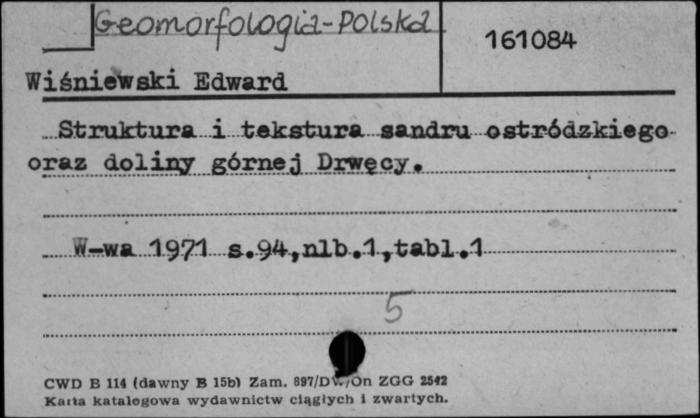 Geomorfologia-Polska
161084
Wiśniewski Edward
Struktura i tekstura sandru ostródzkiego
oraz doliny górnej Drwęcy.
W-wa 1971 s.94,nlb.1,tabl.1
5
CWD B 114 (dawny B 15b) Zam. 897/DW/On ZGG 2542
Karta katalogowa wydawnictw ciągłych i zwartych.